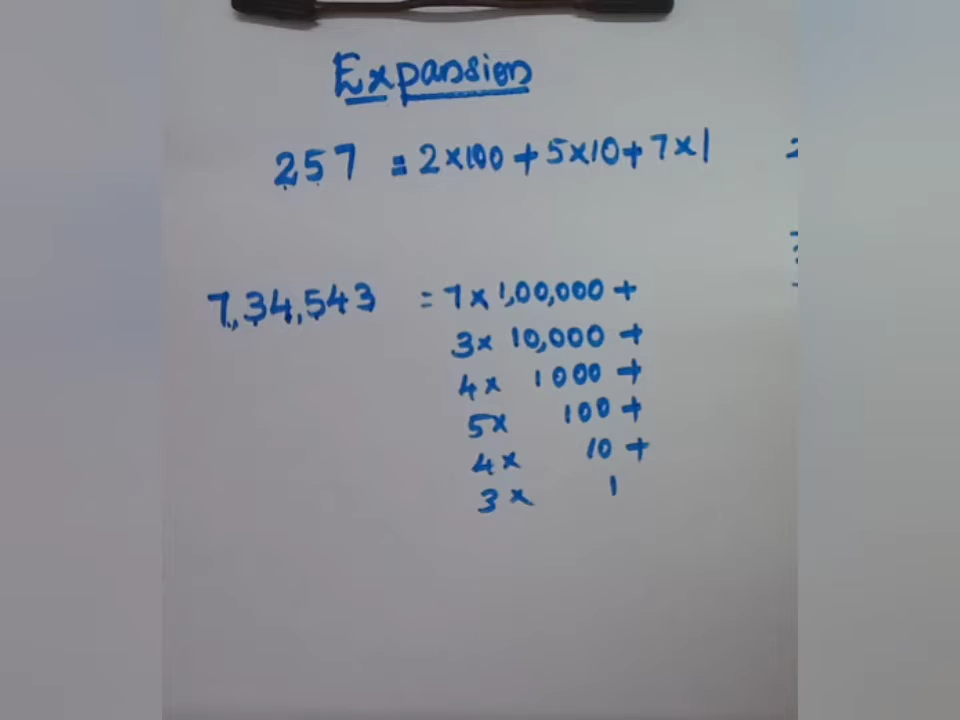 Expansion
257 = 2×100 + 5×10 + 7×1
7,34,543 = 7 × 1,00,000 +
3× 10,000 +
4× 1000 +
5× 100 +
4× 10 +
3× 1